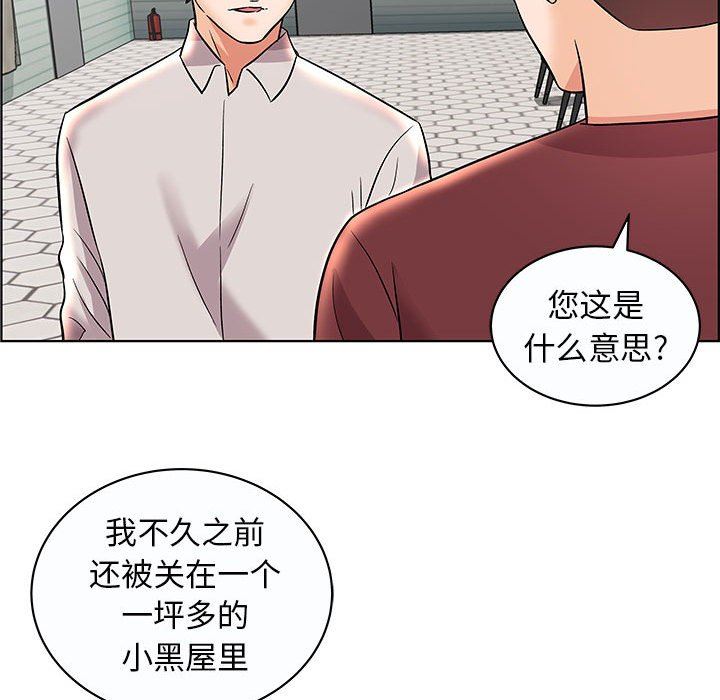 您这是
什么意思?
我不久之前
还被关在一个
一坪多的
小黑屋里